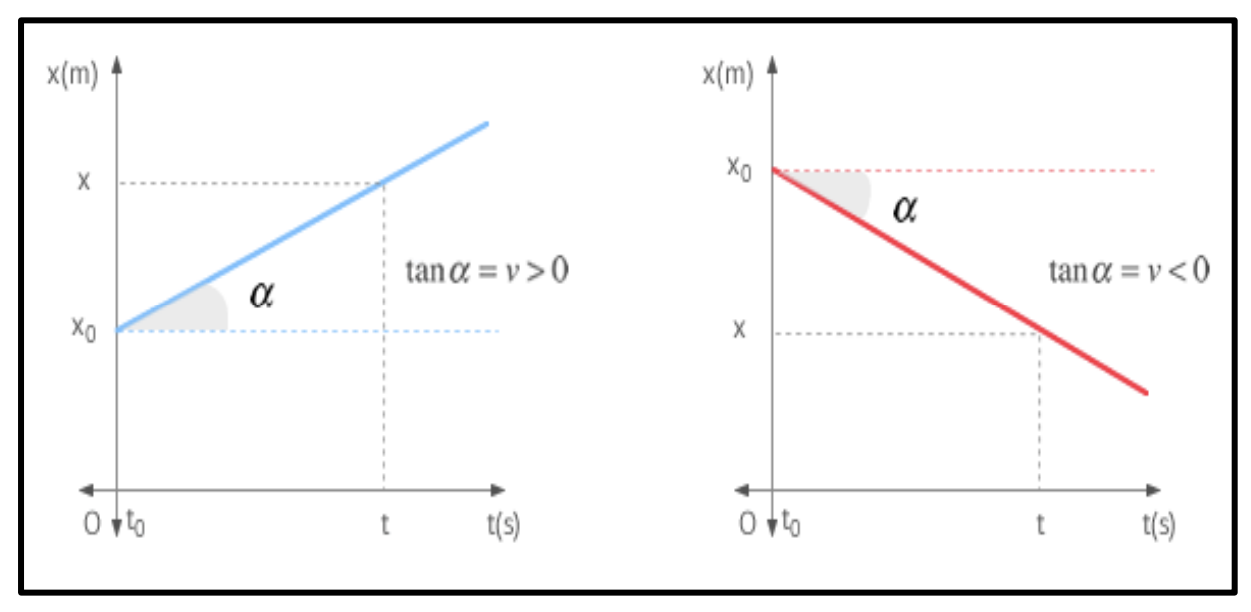 x(m)
x
α
tan α = v > 0
x₀
O t₀ t t(s)
x(m)
x₀
α
tan α = v < 0
x
O t₀ t t(s)